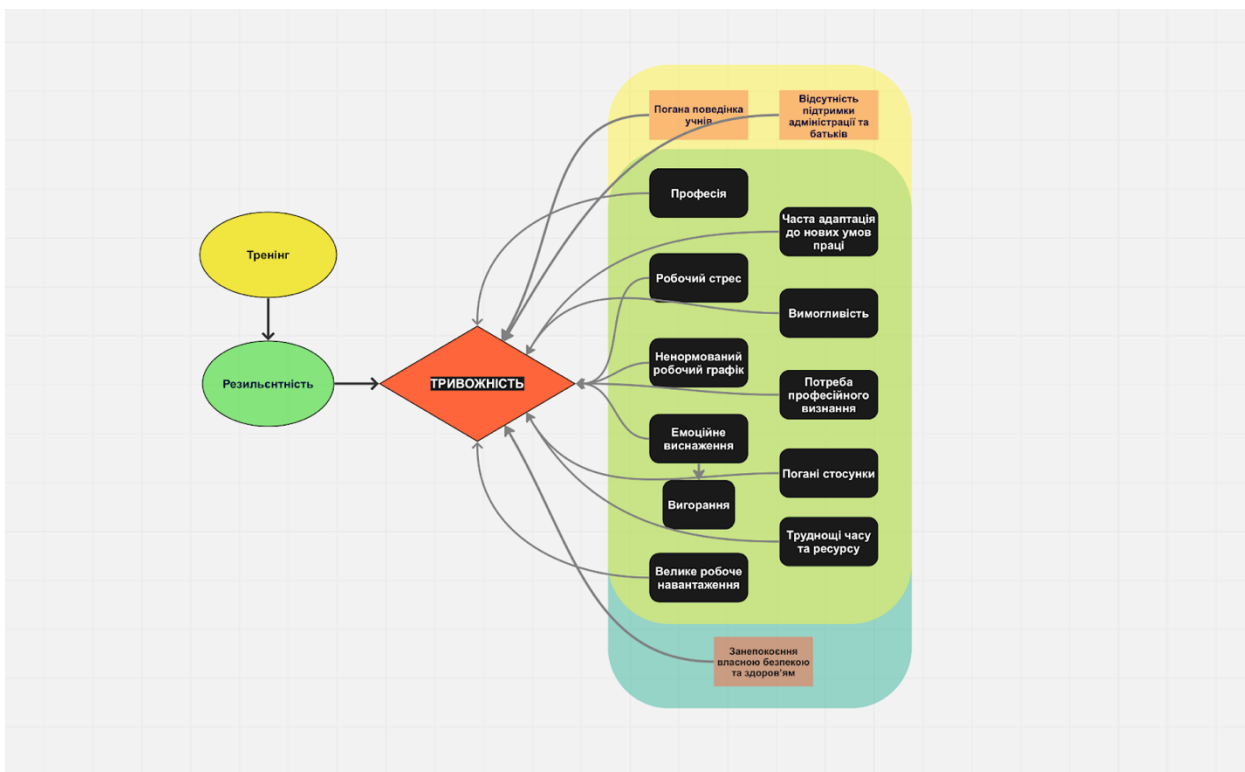 Погана поведінка
учнів
Відсутність
підтримки
адміністрації та
батьків
Професія
Часта адаптація
до нових умов
праці
Тренінг
Робочий стрес
Вимогливість
Ненормований
робочий графік
Резильєнтність
ТРИВОЖНІСТЬ
Потреба
професійного
визнання
Емоційне
виснаження
Погані стосунки
Вигорання
Труднощі часу
та ресурсу
Велике робоче
навантаження
Занепокоєння
власною безпекою
та здоров'ям